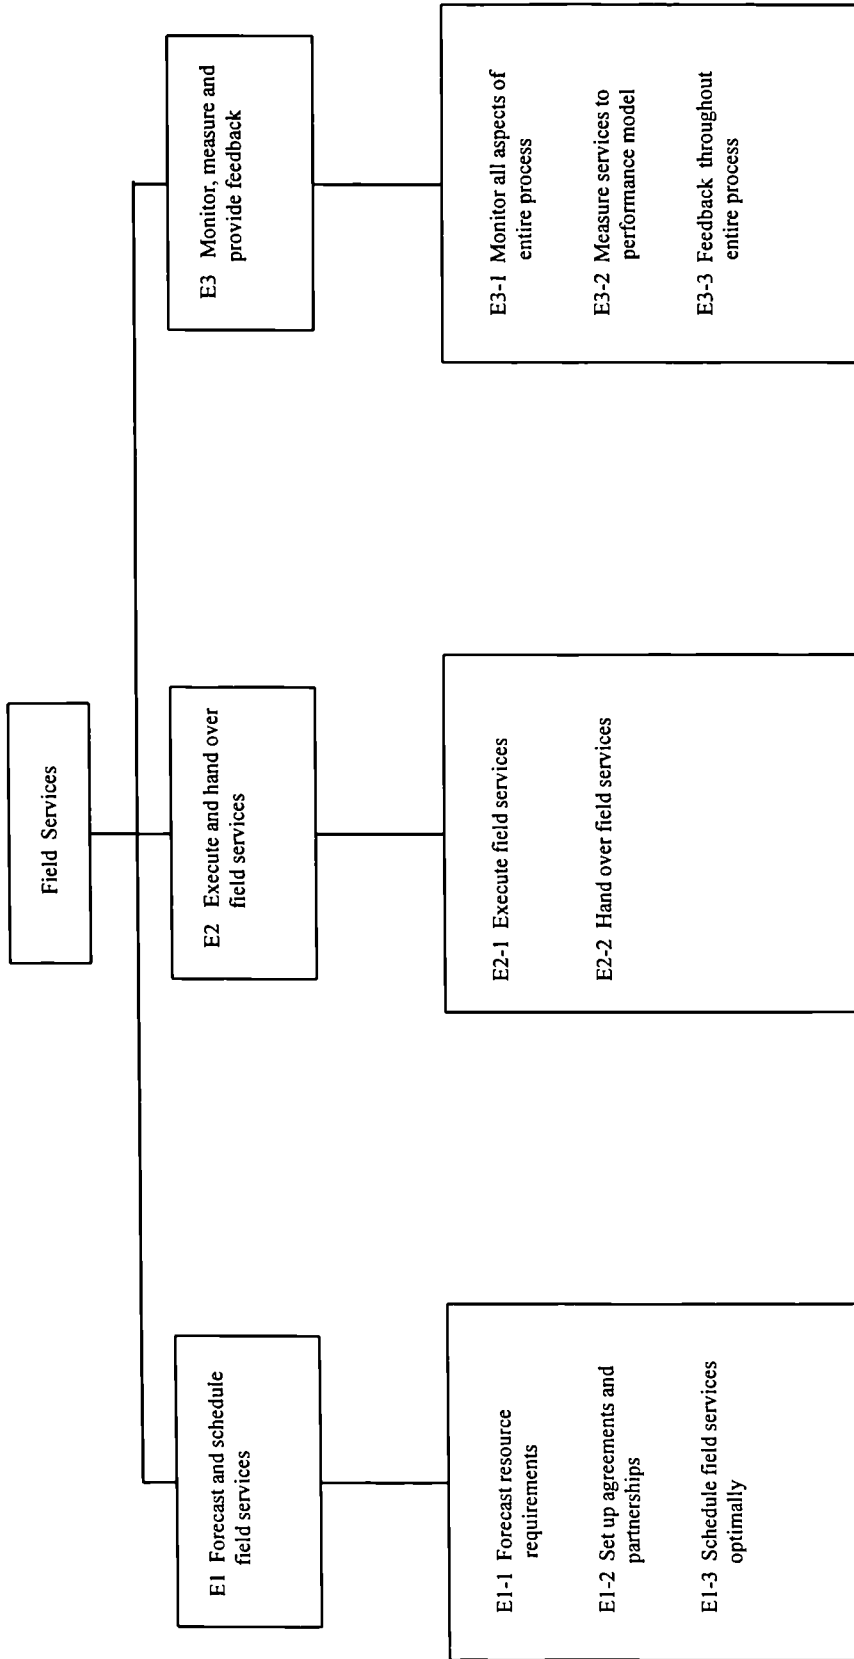 Field Services
E1 Forecast and schedule
field services
E2 Execute and hand over
field services
E3 Monitor, measure and
provide feedback
E1-1 Forecast resource
requirements
E1-2 Set up agreements and
partnerships
E1-3 Schedule field services
optimally
E2-1 Execute field services
E2-2 Hand over field services
E3-1 Monitor all aspects of
entire process
E3-2 Measure services to
performance model
E3-3 Feedback throughout
entire process